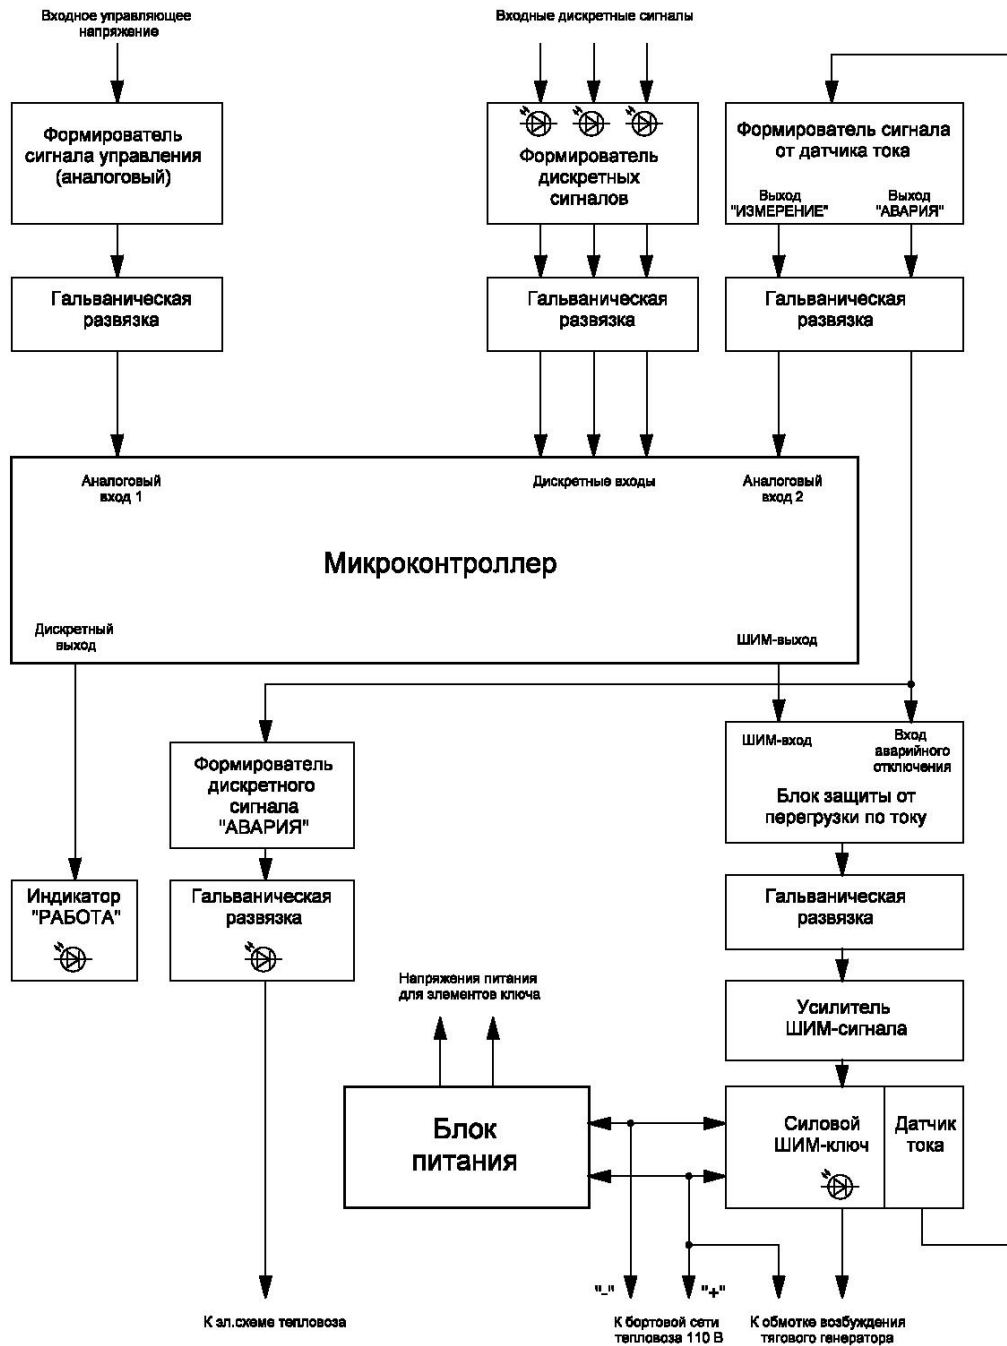 Входное управляющее
напряжение
Входные дискретные сигналы
Формирователь
сигнала управления
(аналоговый)
Формирователь
дискретных
сигналов
Формирователь сигнала
от датчика тока
Выход
"ИЗМЕРЕНИЕ"
Выход
"АВАРИЯ"
Гальваническая
развязка
Гальваническая
развязка
Гальваническая
развязка
Аналоговый
вход 1
Дискретные входы
Аналоговый
вход 2
Микроконтроллер
Дискретный
выход
ШИМ-выход
Формирователь
дискретного
сигнала
"АВАРИЯ"
ШИМ-вход
Вход
аварийного
отключения
Блок защиты от
перегрузки по току
Индикатор
"РАБОТА"
Гальваническая
развязка
Гальваническая
развязка
Напряжения питания
для элементов ключа
Усилитель
ШИМ-сигнала
Блок
питания
Силовой
ШИМ-ключ
Датчик
тока
"-"
"+"
К эл.схеме тепловоза
К бортовой сети
тепловоза 110 В
К обмотке возбуждения
тягового генератора